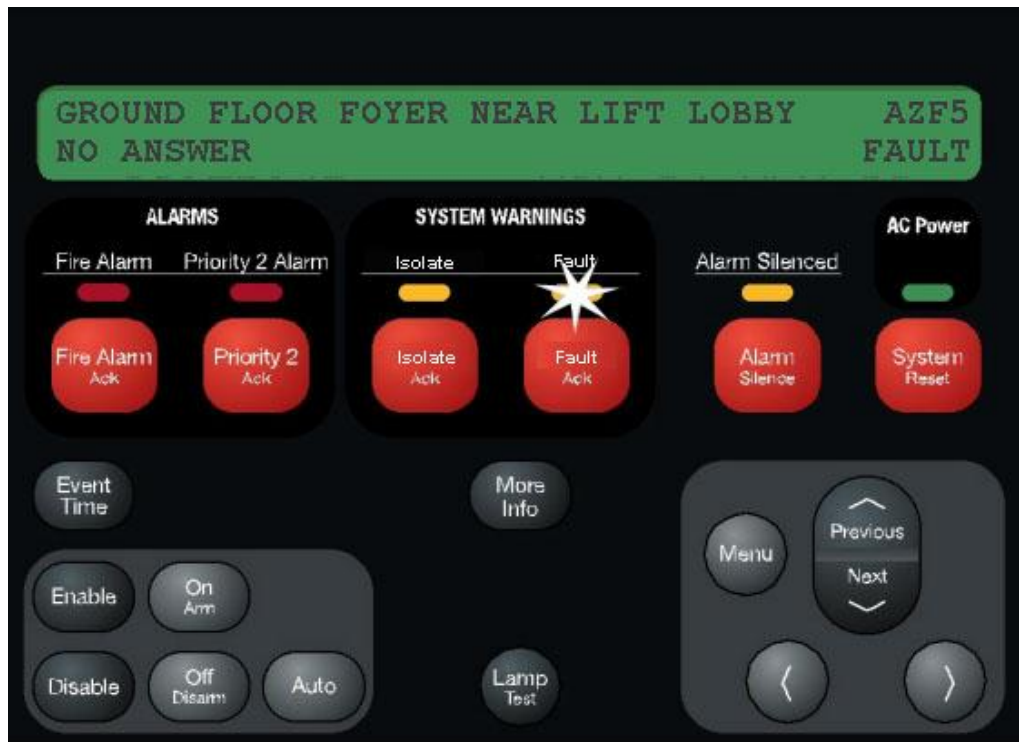 GROUND FLOOR FOYER NEAR LIFT LOBBY AZF5
NO ANSWER FAULT
ALARMS
SYSTEM WARNINGS
AC Power
Fire Alarm
Priority 2 Alarm
Isolate
Fault
Alarm Silenced
Fire Alarm
Ack
Priority 2
Ack
Isolate
Ack
Fault
Ack
Alarm
Silence
System
Reset
Event
Time
More
Info
Menu
Previous
Next
Enable
On
Arm
Disable
Off
Disarm
Auto
Lamp
Test